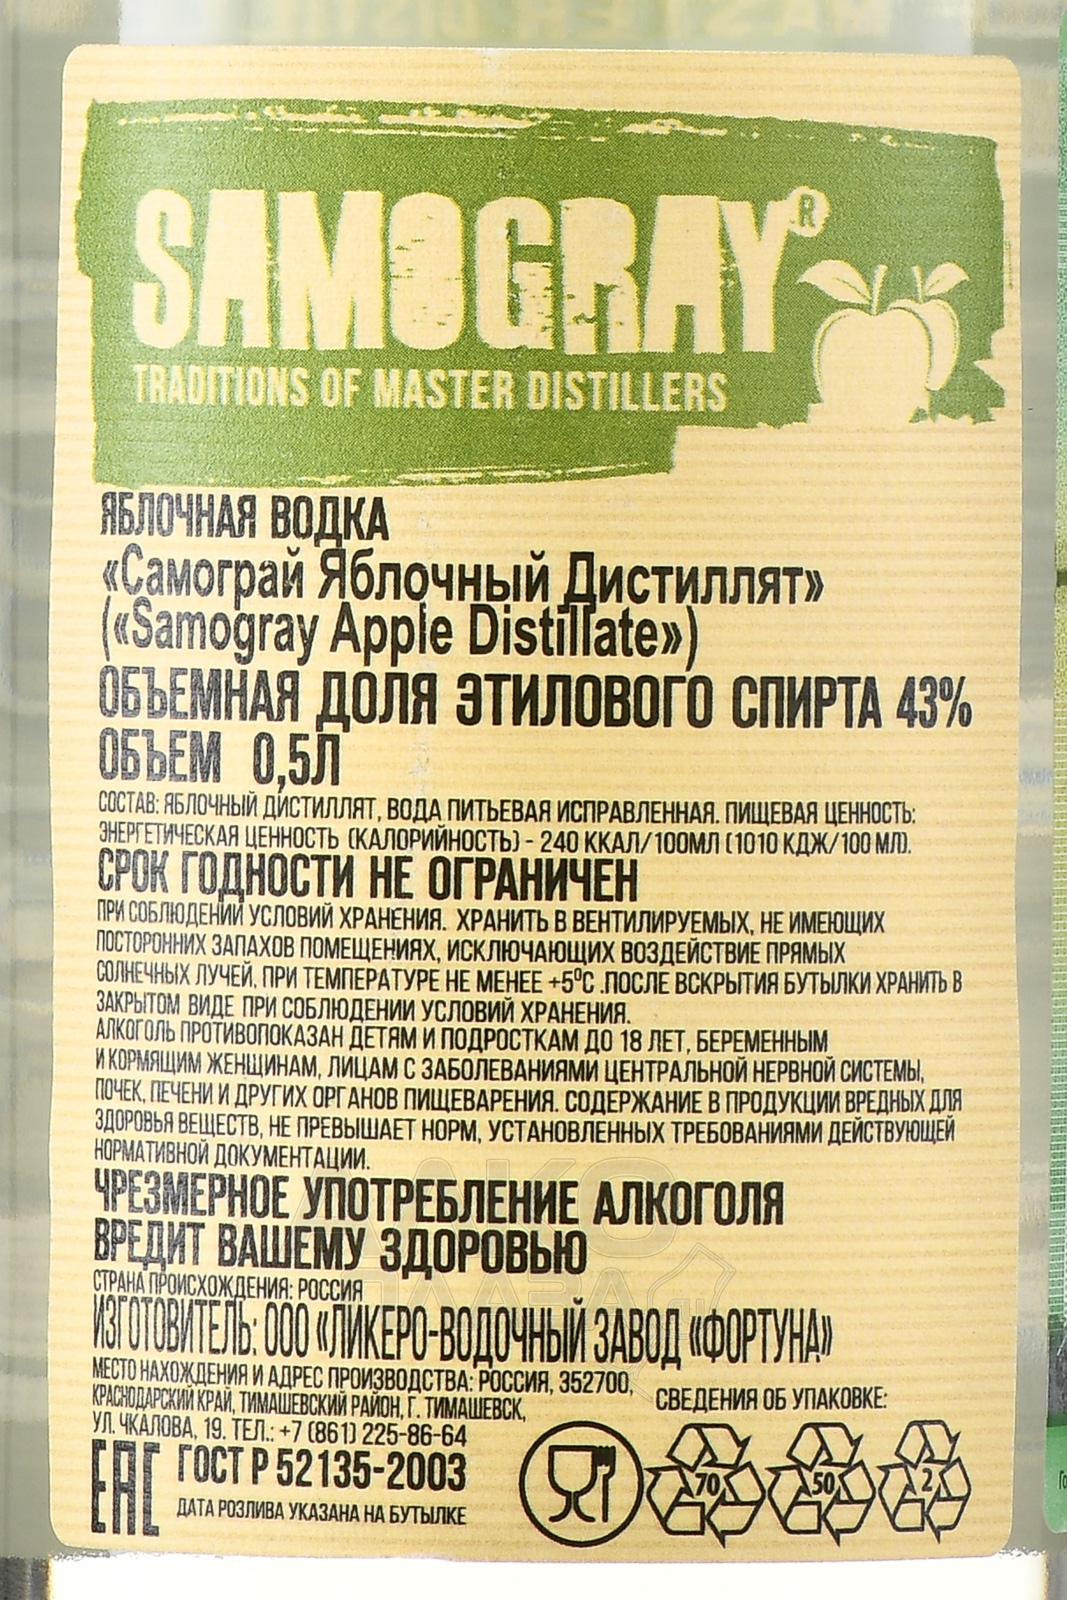 SAMOGRAY®
TRADITIONS OF MASTER DISTILLERS
ЯБЛОЧНАЯ ВОДКА
«Самограй Яблочный Дистиллят»
(«Samogray Apple Distillate»)
ОБЪЕМНАЯ ДОЛЯ ЭТИЛОВОГО СПИРТА 43%
ОБЪЕМ 0,5Л
СОСТАВ: ЯБЛОЧНЫЙ ДИСТИЛЛЯТ, ВОДА ПИТЬЕВАЯ ИСПРАВЛЕННАЯ. ПИЩЕВАЯ ЦЕННОСТЬ:
ЭНЕРГЕТИЧЕСКАЯ ЦЕННОСТЬ (КАЛОРИЙНОСТЬ) - 240 ККАЛ/100МЛ (1010 КДЖ/100 МЛ).
СРОК ГОДНОСТИ НЕ ОГРАНИЧЕН
ПРИ СОБЛЮДЕНИИ УСЛОВИЙ ХРАНЕНИЯ. ХРАНИТЬ В ВЕНТИЛИРУЕМЫХ, НЕ ИМЕЮЩИХ
ПОСТОРОННИХ ЗАПАХОВ ПОМЕЩЕНИЯХ, ИСКЛЮЧАЮЩИХ ВОЗДЕЙСТВИЕ ПРЯМЫХ
СОЛНЕЧНЫХ ЛУЧЕЙ, ПРИ ТЕМПЕРАТУРЕ НЕ МЕНЕЕ +5°С .ПОСЛЕ ВСКРЫТИЯ БУТЫЛКИ ХРАНИТЬ В
ЗАКРЫТОМ ВИДЕ ПРИ СОБЛЮДЕНИИ УСЛОВИЙ ХРАНЕНИЯ.
АЛКОГОЛЬ ПРОТИВОПОКАЗАН ДЕТЯМ И ПОДРОСТКАМ ДО 18 ЛЕТ, БЕРЕМЕННЫМ
И КОРМЯЩИМ ЖЕНЩИНАМ, ЛИЦАМ С ЗАБОЛЕВАНИЯМИ ЦЕНТРАЛЬНОЙ НЕРВНОЙ СИСТЕМЫ,
ПОЧЕК, ПЕЧЕНИ И ДРУГИХ ОРГАНОВ ПИЩЕВАРЕНИЯ. СОДЕРЖАНИЕ В ПРОДУКЦИИ ВРЕДНЫХ ДЛЯ
ЗДОРОВЬЯ ВЕЩЕСТВ, НЕ ПРЕВЫШАЕТ НОРМ, УСТАНОВЛЕННЫХ ТРЕБОВАНИЯМИ ДЕЙСТВУЮЩЕЙ
НОРМАТИВНОЙ ДОКУМЕНТАЦИИ.
ЧРЕЗМЕРНОЕ УПОТРЕБЛЕНИЕ АЛКОГОЛЯ
ВРЕДИТ ВАШЕМУ ЗДОРОВЬЮ
СТРАНА ПРОИСХОЖДЕНИЯ: РОССИЯ
ИЗГОТОВИТЕЛЬ: ООО «ЛИКЕРО-ВОДОЧНЫЙ ЗАВОД «ФОРТУНА»
МЕСТО НАХОЖДЕНИЯ И АДРЕС ПРОИЗВОДСТВА: РОССИЯ, 352700,
КРАСНОДАРСКИЙ КРАЙ, ТИМАШЕВСКИЙ РАЙОН, Г. ТИМАШЕВСК,
УЛ. ЧКАЛОВА, 19. ТЕЛ.: +7 (861) 225-86-64
СВЕДЕНИЯ ОБ УПАКОВКЕ:
ЕАС ГОСТ Р 52135-2003
ДАТА РОЗЛИВА УКАЗАНА НА БУТЫЛКЕ
70 50 2